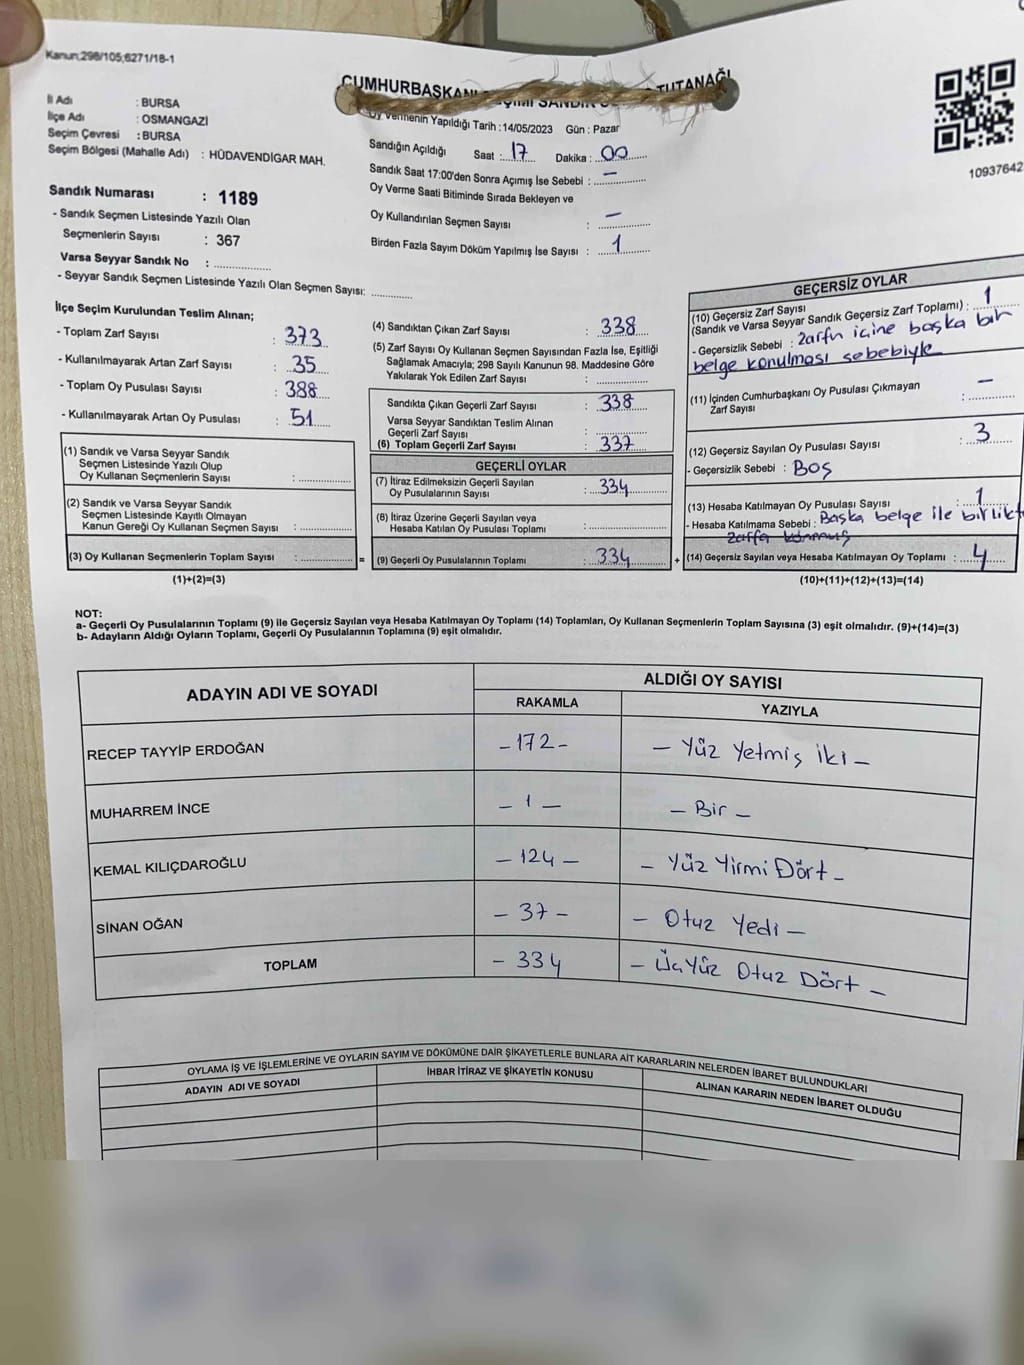 Kanun;298/105;6271/18-1
CUMHURBAŞKANI TUTANAĞI
İl Adı : BURSA
İlçe Adı : OSMANGAZİ
Seçim Çevresi : BURSA
Seçim Bölgesi (Mahalle Adı) : HÜDAVENDİGAR MAH.
Oy Vermenin Yapıldığı Tarih : 14/05/2023 Gün : Pazar
Sandığın Açıldığı Saat : 17 Dakika : 00
Sandık Saat 17:00'den Sonra Açımış İse Sebebi : —
Oy Verme Saati Bitiminde Sırada Bekleyen ve
Oy Kullandırılan Seçmen Sayısı : —
Birden Fazla Sayım Döküm Yapılmış İse Sayısı : 1
10937642
Sandık Numarası : 1189
- Sandık Seçmen Listesinde Yazılı Olan
Seçmenlerin Sayısı : 367
Varsa Seyyar Sandık No :
- Seyyar Sandık Seçmen Listesinde Yazılı Olan Seçmen Sayısı:
İlçe Seçim Kurulundan Teslim Alınan;
- Toplam Zarf Sayısı : 373
- Kullanılmayarak Artan Zarf Sayısı : 35
- Toplam Oy Pusulası Sayısı : 388
- Kullanılmayarak Artan Oy Pusulası : 51
(1) Sandık ve Varsa Seyyar Sandık
Seçmen Listesinde Yazılı Olup
Oy Kullanan Seçmenlerin Sayısı :
(2) Sandık ve Varsa Seyyar Sandık
Seçmen Listesinde Kayıtlı Olmayan
Kanun Gereği Oy Kullanan Seçmen Sayısı :
(3) Oy Kullanan Seçmenlerin Toplam Sayısı : =
(1)+(2)=(3)
(4) Sandıktan Çıkan Zarf Sayısı : 338
(5) Zarf Sayısı Oy Kullanan Seçmen Sayısından Fazla İse, Eşitliği
Sağlamak Amacıyla; 298 Sayılı Kanunun 98. Maddesine Göre
Yakılarak Yok Edilen Zarf Sayısı :
Sandıkta Çıkan Geçerli Zarf Sayısı : 338
Varsa Seyyar Sandıktan Teslim Alınan
Geçerli Zarf Sayısı :
(6) Toplam Geçerli Zarf Sayısı : 337
GEÇERLİ OYLAR
(7) İtiraz Edilmeksizin Geçerli Sayılan
Oy Pusulalarının Sayısı : 334
(8) İtiraz Üzerine Geçerli Sayılan veya
Hesaba Katılan Oy Pusulası Toplamı :
(9) Geçerli Oy Pusulalarının Toplamı : 334 +
GEÇERSİZ OYLAR
(10) Geçersiz Zarf Sayısı
(Sandık ve Varsa Seyyar Sandık Geçersiz Zarf Toplamı) : 1
- Geçersizlik Sebebi : Zarfın içine başka bir
belge konulması sebebiyle
(11) İçinden Cumhurbaşkanı Oy Pusulası Çıkmayan
Zarf Sayısı : —
(12) Geçersiz Sayılan Oy Pusulası Sayısı : 3
- Geçersizlik Sebebi : Boş
(13) Hesaba Katılmayan Oy Pusulası Sayısı : 1
- Hesaba Katılmama Sebebi : Başka belge ile birlikte
zarfa konmuş
(14) Geçersiz Sayılan veya Hesaba Katılmayan Oy Toplamı : 4
(10)+(11)+(12)+(13)=(14)
NOT:
a- Geçerli Oy Pusulalarının Toplamı (9) ile Geçersiz Sayılan veya Hesaba Katılmayan Oy Toplamı (14) Toplamları, Oy Kullanan Seçmenlerin Toplam Sayısına (3) eşit olmalıdır. (9)+(14)=(3)
b- Adayların Aldığı Oyların Toplamı, Geçerli Oy Pusulalarının Toplamına (9) eşit olmalıdır.
ADAYIN ADI VE SOYADI ALDIĞI OY SAYISI
RAKAMLA YAZIYLA
RECEP TAYYİP ERDOĞAN - 172 - - Yüz Yetmiş İki -
MUHARREM İNCE - 1 - - Bir -
KEMAL KILIÇDAROĞLU - 124 - - Yüz Yirmi Dört -
SİNAN OĞAN - 37 - - Otuz Yedi -
TOPLAM - 334 - Üç Yüz Otuz Dört -
OYLAMA İŞ VE İŞLEMLERİNE VE OYLARIN SAYIM VE DÖKÜMÜNE DAİR ŞİKAYETLERLE BUNLARA AİT KARARLARIN NELERDEN İBARET BULUNDUKLARI
ADAYIN ADI VE SOYADI İHBAR İTİRAZ VE ŞİKAYETİN KONUSU ALINAN KARARIN NEDEN İBARET OLDUĞU